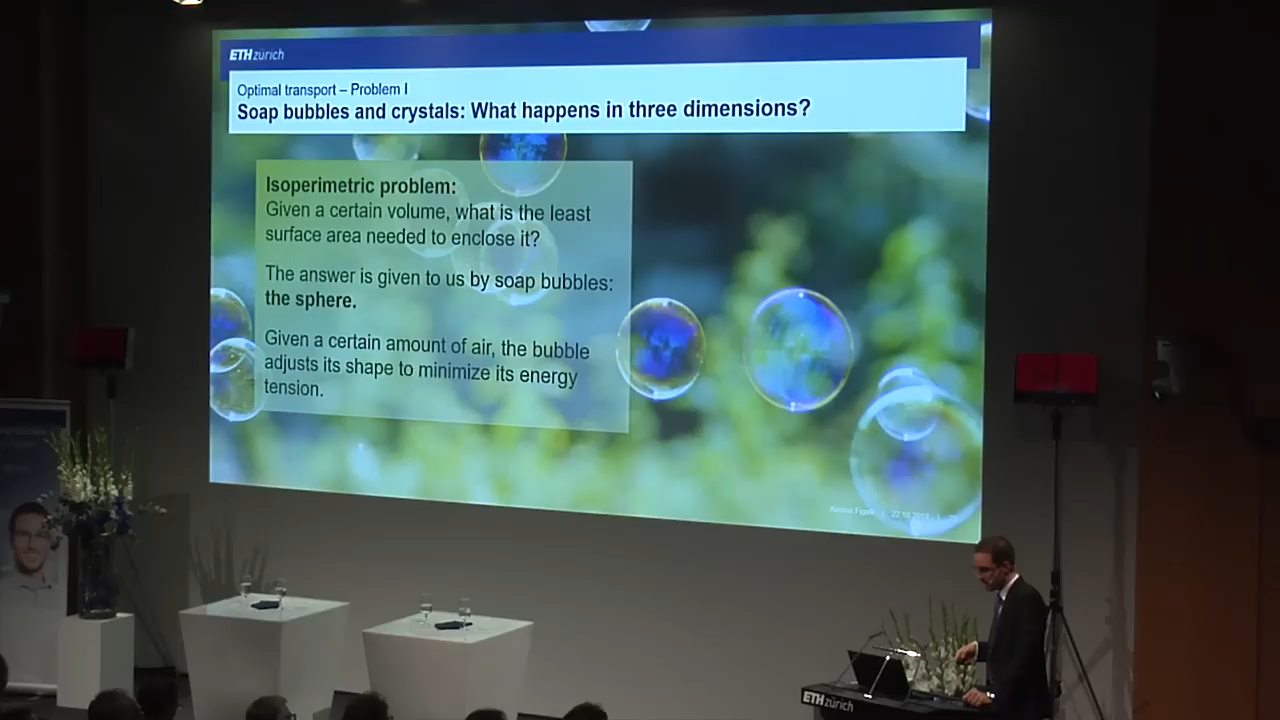 ETH zürich
Optimal transport – Problem I
Soap bubbles and crystals: What happens in three dimensions?
Isoperimetric problem:
Given a certain volume, what is the least
surface area needed to enclose it?
The answer is given to us by soap bubbles:
the sphere.
Given a certain amount of air, the bubble
adjusts its shape to minimize its energy
tension.
ETH zürich